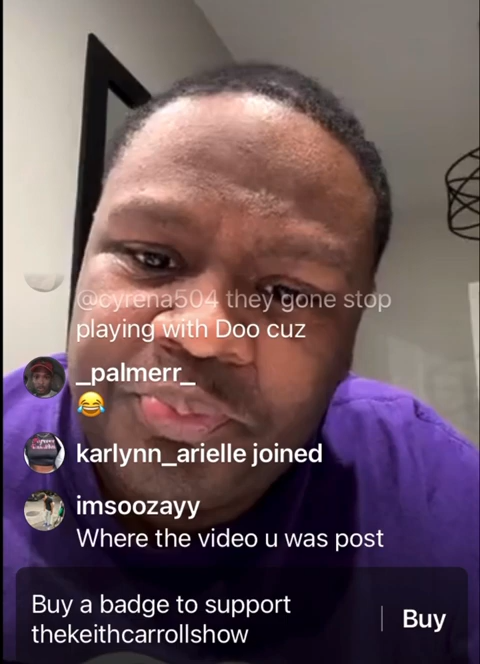 @cyrena504 they gone stop
playing with Doo cuz
_palmerr_
😂
karlynn_arielle joined
imsoozayy
Where the video u was post
Buy a badge to support
thekeithcarrollshow
Buy